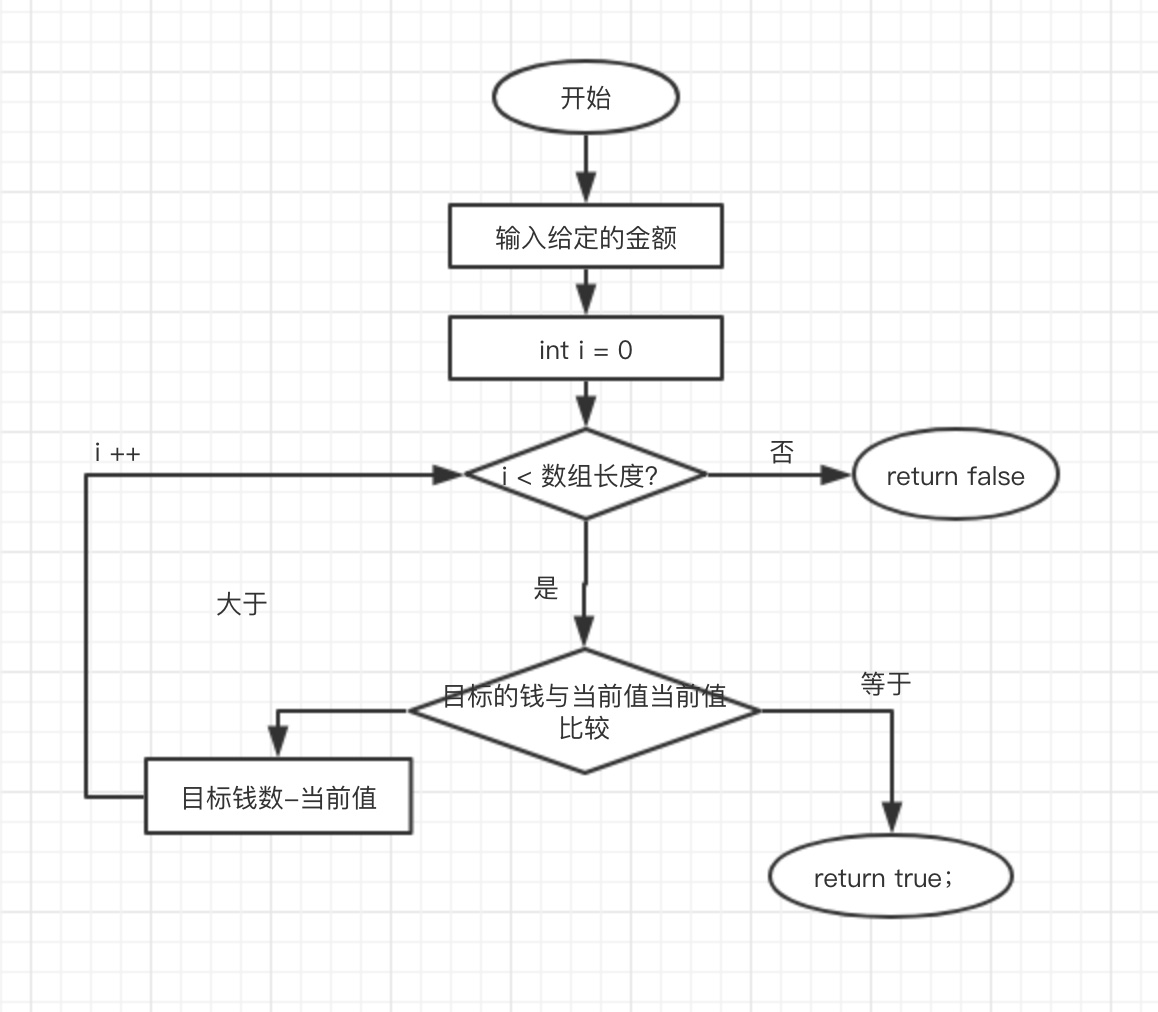 开始
输入给定的金额
int i = 0
i ++
i < 数组长度?
否
return false
是
大于
目标的钱与当前值当前值
比较
等于
目标钱数-当前值
return true;